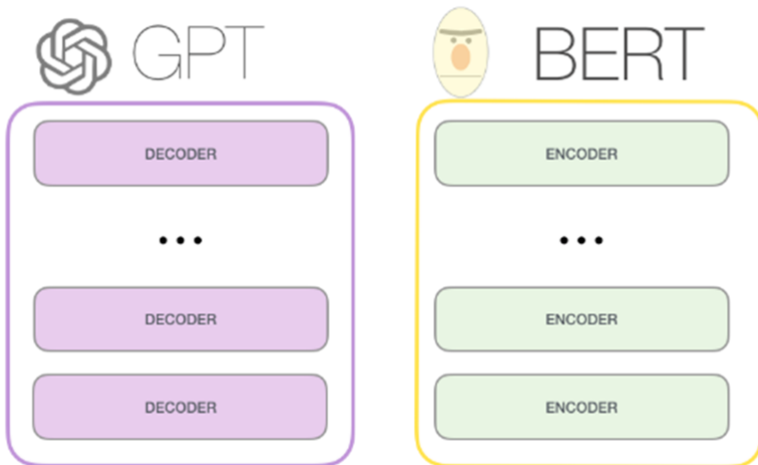 GPT
DECODER
...
DECODER
DECODER
BERT
ENCODER
...
ENCODER
ENCODER